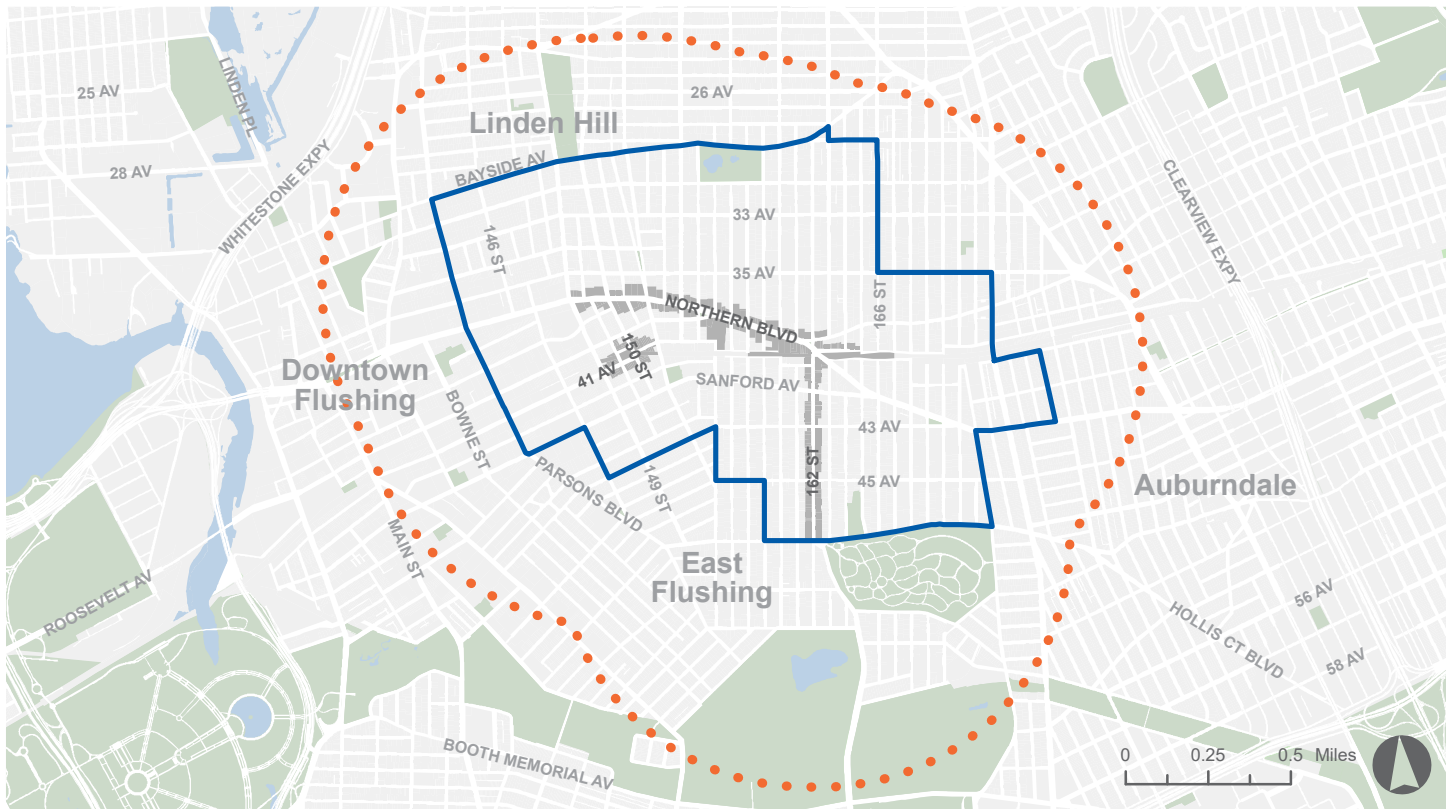 25 AV
LINDEN PL
26 AV
Linden Hill
28 AV
BAYSIDE AV
WHITESTONE EXPY
CLEARVIEW EXPY
33 AV
146 ST
35 AV
166 ST
NORTHERN BLVD
150 ST
41 AV
SANFORD AV
Downtown
Flushing
BOWNE ST
43 AV
162 ST
45 AV
PARSONS BLVD
149 ST
Auburndale
MAIN ST
East
Flushing
ROOSEVELT AV
56 AV
HOLLIS CT BLVD
58 AV
BOOTH MEMORIAL AV
0 0.25 0.5 Miles